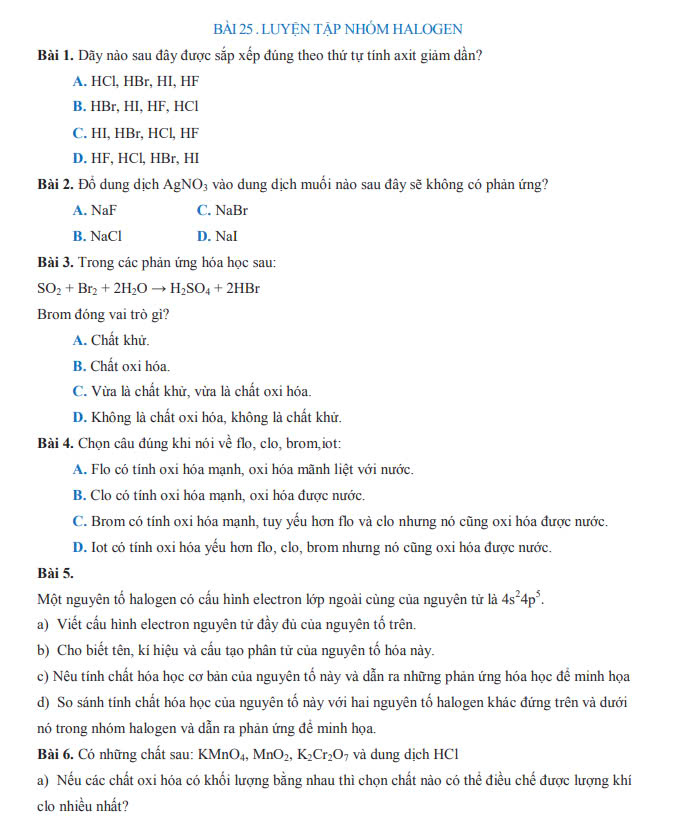 BÀI 25 . LUYỆN TẬP NHÓM HALOGEN
Bài 1. Dãy nào sau đây được sắp xếp đúng theo thứ tự tính axit giảm dần?
A. HCl, HBr, HI, HF
B. HBr, HI, HF, HCl
C. HI, HBr, HCl, HF
D. HF, HCl, HBr, HI
Bài 2. Đổ dung dịch AgNO₃ vào dung dịch muối nào sau đây sẽ không có phản ứng?
A. NaF C. NaBr
B. NaCl D. NaI
Bài 3. Trong các phản ứng hóa học sau:
SO₂ + Br₂ + 2H₂O → H₂SO₄ + 2HBr
Brom đóng vai trò gì?
A. Chất khử.
B. Chất oxi hóa.
C. Vừa là chất khử, vừa là chất oxi hóa.
D. Không là chất oxi hóa, không là chất khử.
Bài 4. Chọn câu đúng khi nói về flo, clo, brom,iot:
A. Flo có tính oxi hóa mạnh, oxi hóa mãnh liệt với nước.
B. Clo có tính oxi hóa mạnh, oxi hóa được nước.
C. Brom có tính oxi hóa mạnh, tuy yếu hơn flo và clo nhưng nó cũng oxi hóa được nước.
D. Iot có tính oxi hóa yếu hơn flo, clo, brom nhưng nó cũng oxi hóa được nước.
Bài 5.
Một nguyên tố halogen có cấu hình electron lớp ngoài cùng của nguyên tử là 4s²4p⁵.
a) Viết cấu hình electron nguyên tử đầy đủ của nguyên tố trên.
b) Cho biết tên, kí hiệu và cấu tạo phân tử của nguyên tố hóa này.
c) Nêu tính chất hóa học cơ bản của nguyên tố này và dẫn ra những phản ứng hóa học để minh họa
d) So sánh tính chất hóa học của nguyên tố này với hai nguyên tố halogen khác đứng trên và dưới
nó trong nhóm halogen và dẫn ra phản ứng để minh họa.
Bài 6. Có những chất sau: KMnO₄, MnO₂, K₂Cr₂O₇ và dung dịch HCl
a) Nếu các chất oxi hóa có khối lượng bằng nhau thì chọn chất nào có thể điều chế được lượng khí
clo nhiều nhất?